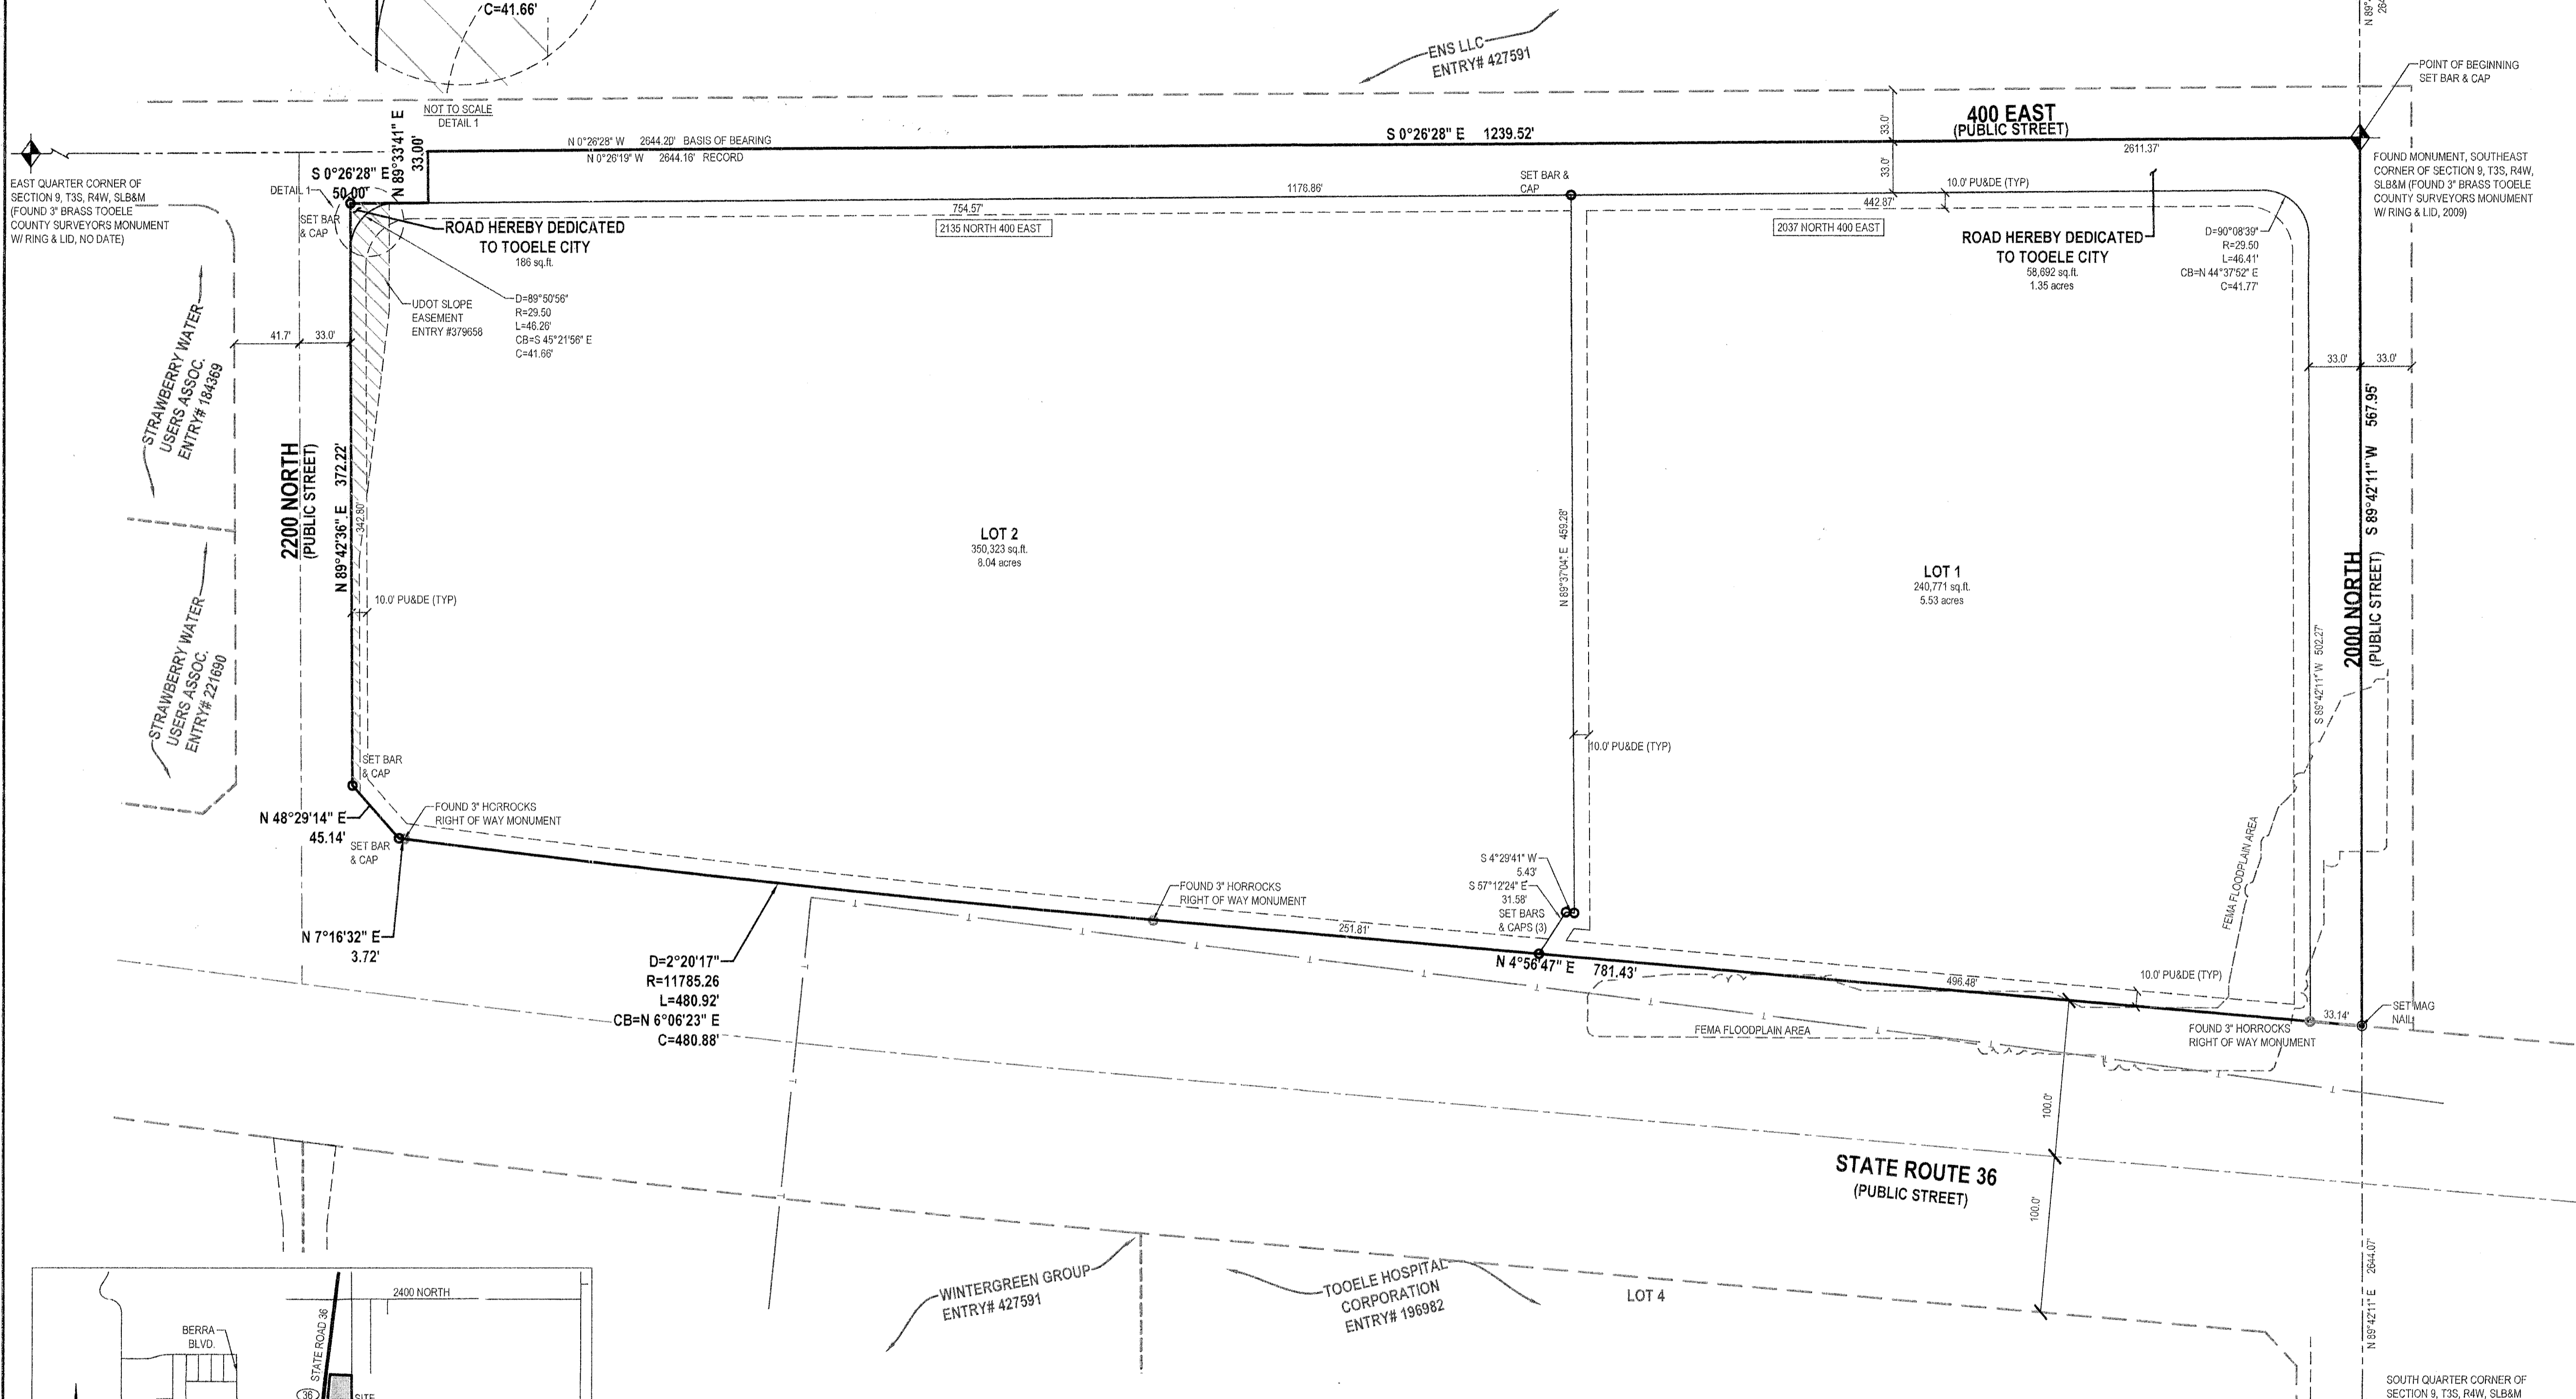 C=41.66'
NOT TO SCALE
DETAIL 1
ENS LLC
ENTRY# 427591
400 EAST
(PUBLIC STREET)
POINT OF BEGINNING
SET BAR & CAP
N 89°33'41" E
33.00'
N 0°26'28" W 2644.20' BASIS OF BEARING
N 0°26'19" W 2644.16' RECORD
S 0°26'28" E 1239.52'
33.0'
33.0'
2611.37'
EAST QUARTER CORNER OF
SECTION 9, T3S, R4W, SLB&M
(FOUND 3" BRASS TOOELE
COUNTY SURVEYORS MONUMENT
W/ RING & LID, NO DATE)
S 0°26'28" E
50.00'
DETAIL 1
SET BAR
& CAP
ROAD HEREBY DEDICATED
TO TOOELE CITY
186 sq.ft.
754.57'
2135 NORTH 400 EAST
1176.86'
SET BAR &
CAP
442.87'
10.0' PU&DE (TYP)
2037 NORTH 400 EAST
ROAD HEREBY DEDICATED
TO TOOELE CITY
58,692 sq.ft.
1.35 acres
D=90°08'39"
R=29.50
L=46.41'
CB=N 44°37'52" E
C=41.77'
FOUND MONUMENT, SOUTHEAST
CORNER OF SECTION 9, T3S, R4W,
SLB&M (FOUND 3" BRASS TOOELE
COUNTY SURVEYORS MONUMENT
W/ RING & LID, 2009)
UDOT SLOPE
EASEMENT
ENTRY #379658
D=89°50'56"
R=29.50
L=46.26'
CB=S 45°21'56" E
C=41.66'
41.7'
33.0'
33.0'
33.0'
STRAWBERRY WATER
USERS ASSOC.
ENTRY# 184369
2200 NORTH
(PUBLIC STREET)
N 89°42'36" E 372.22'
342.80'
10.0' PU&DE (TYP)
LOT 2
350,323 sq.ft.
8.04 acres
N 89°37'04" E 459.28'
LOT 1
240,771 sq.ft.
5.53 acres
S 89°42'11" W 502.27'
2000 NORTH
(PUBLIC STREET)
S 89°42'11" W 567.95'
STRAWBERRY WATER
USERS ASSOC.
ENTRY# 221690
10.0' PU&DE (TYP)
SET BAR
& CAP
N 48°29'14" E
45.14'
SET BAR
& CAP
FOUND 3" HORROCKS
RIGHT OF WAY MONUMENT
N 7°16'32" E
3.72'
FOUND 3" HORROCKS
RIGHT OF WAY MONUMENT
251.81'
S 4°29'41" W
5.43'
S 57°12'24" E
31.58'
SET BARS
& CAPS (3)
FEMA FLOODPLAIN AREA
D=2°20'17"
R=11785.26
L=480.92'
CB=N 6°06'23" E
C=480.88'
N 4°56'47" E 781.43'
496.48'
10.0' PU&DE (TYP)
FEMA FLOODPLAIN AREA
FOUND 3" HORROCKS
RIGHT OF WAY MONUMENT
33.14'
SET MAG
NAIL
100.0'
STATE ROUTE 36
(PUBLIC STREET)
100.0'
WINTERGREEN GROUP
ENTRY# 427591
TOOELE HOSPITAL
CORPORATION
ENTRY# 196982
LOT 4
N 89°42'11" E 2644.07'
2400 NORTH
BERRA
BLVD.
STATE ROAD 36
36
SITE
SOUTH QUARTER CORNER OF
SECTION 9, T3S, R4W, SLB&M